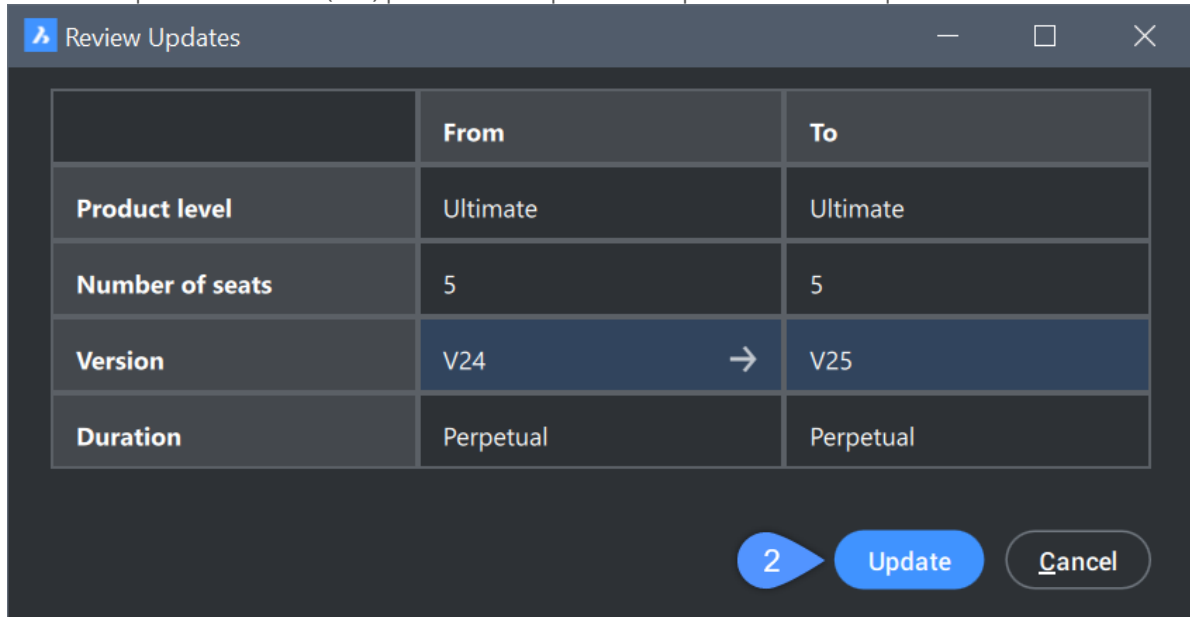 Review Updates
From To
Product level Ultimate Ultimate
Number of seats 5 5
Version V24 → V25
Duration Perpetual Perpetual
2 Update Cancel